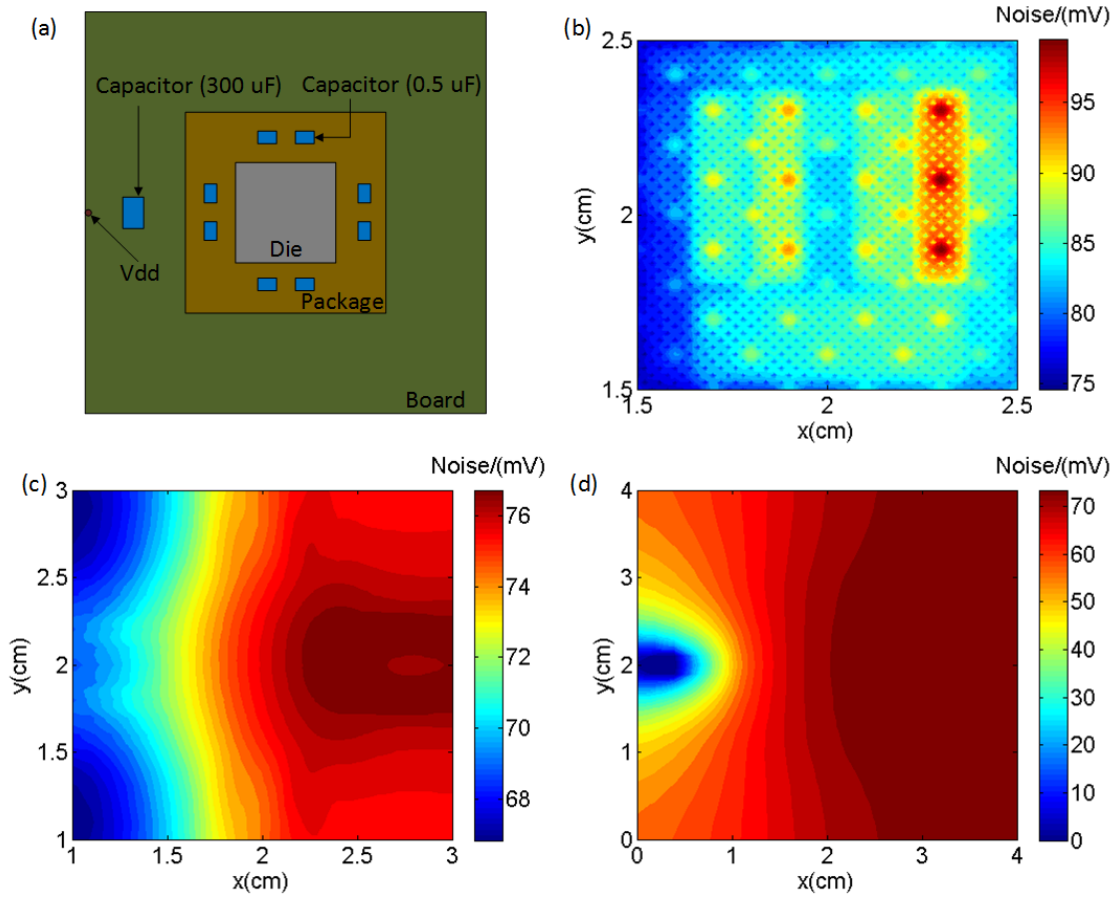 (a)
Capacitor (300 uF)
Capacitor (0.5 uF)
Vdd
Die
Package
Board
(b)
Noise/(mV)
2.5
2
1.5
y(cm)
1.5
2
2.5
x(cm)
95
90
85
80
75
(c)
Noise/(mV)
3
2.5
2
1.5
1
y(cm)
1
1.5
2
2.5
3
x(cm)
76
74
72
70
68
(d)
Noise/(mV)
4
3
2
1
0
y(cm)
0
1
2
3
4
x(cm)
70
60
50
40
30
20
10
0